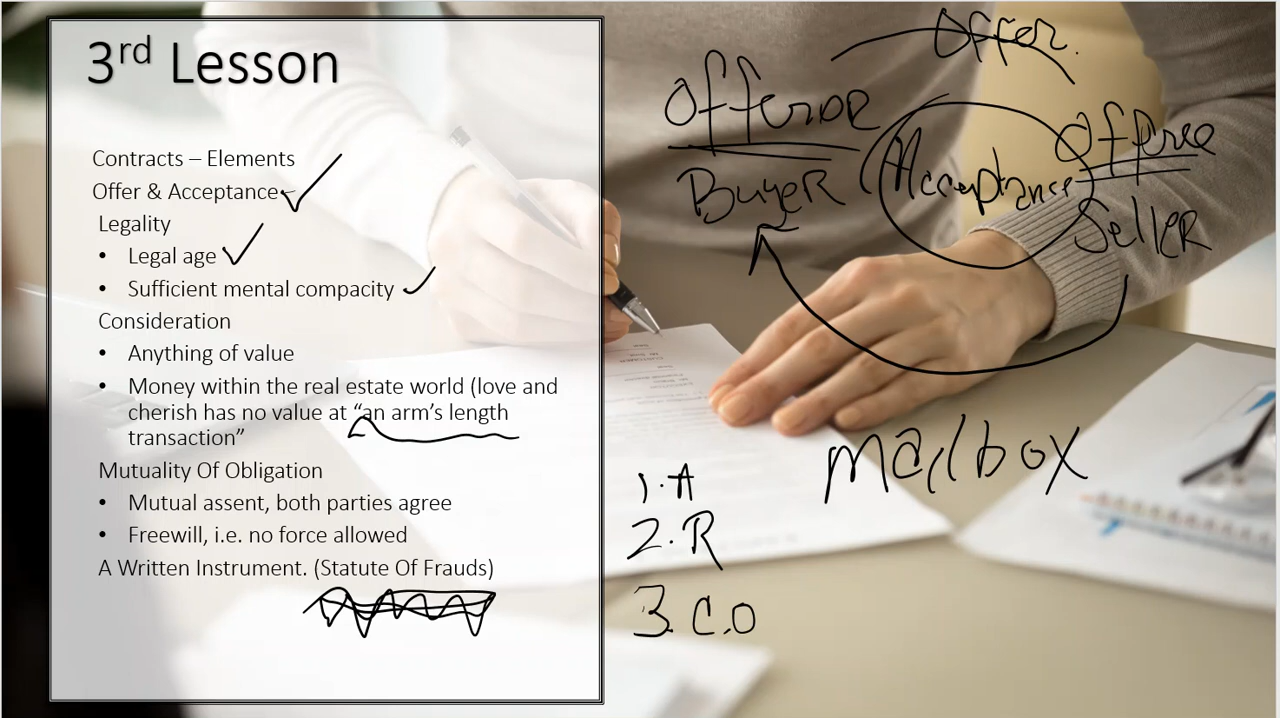 3rd Lesson
Contracts – Elements
Offer & Acceptance
Legality
• Legal age
• Sufficient mental compacity
Consideration
• Anything of value
• Money within the real estate world (love and
cherish has no value at “an arm’s length
transaction”
Mutuality Of Obligation
• Mutual assent, both parties agree
• Freewill, i.e. no force allowed
A Written Instrument. (Statute Of Frauds)
Offer.
Offeror
Offeree
Buyer
Acceptance
Seller
mailbox
1. A
2. R
3. C.O